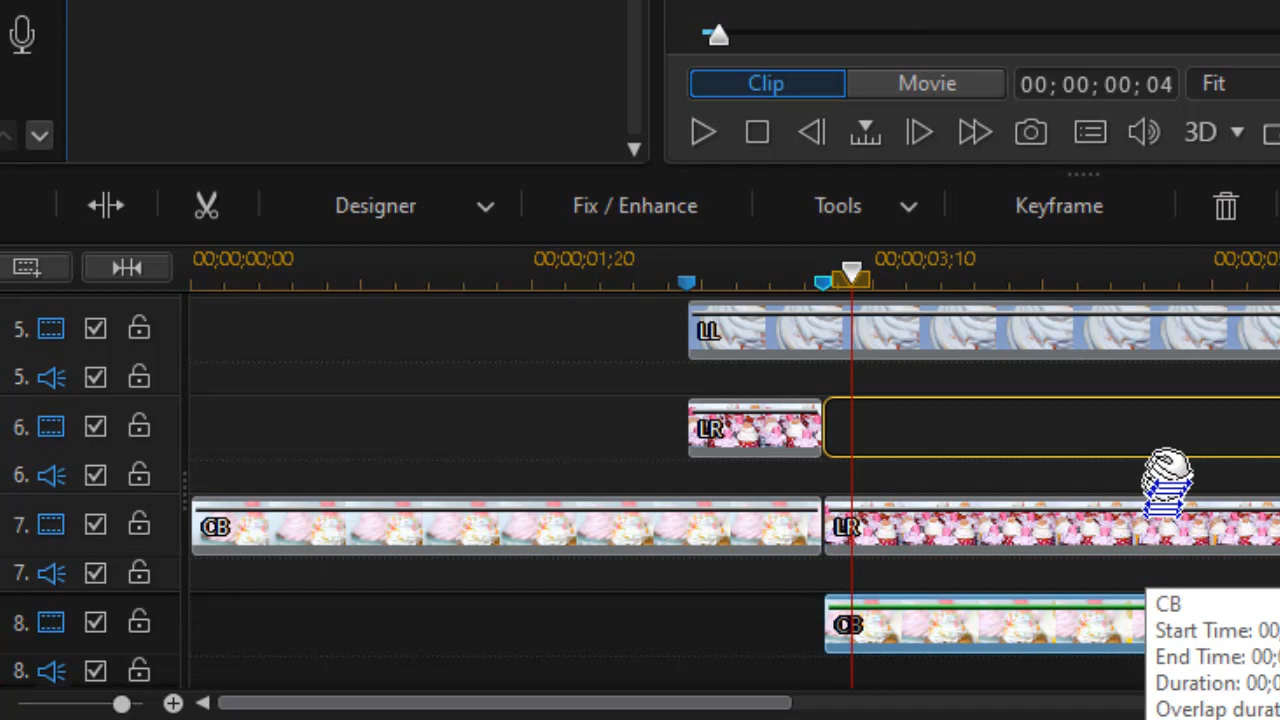 Clip
Movie
00; 00; 00; 04
Fit
3D
Designer
Fix / Enhance
Tools
Keyframe
00;00;00;00
00;00;01;20
00;00;03;10
00;00;0
5.
LL
5.
6.
LR
6.
7.
CB
LR
7.
8.
CB
8.
CB
Start Time: 00
End Time: 00;
Duration: 00;0
Overlap durat